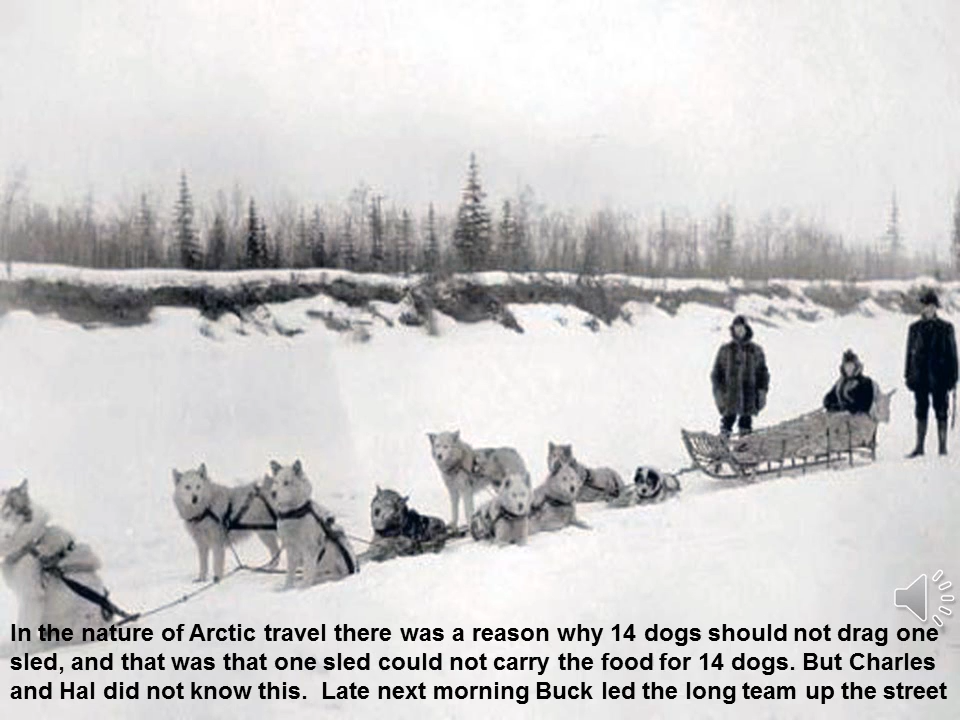 In the nature of Arctic travel there was a reason why 14 dogs should not drag one
sled, and that was that one sled could not carry the food for 14 dogs. But Charles
and Hal did not know this.  Late next morning Buck led the long team up the street